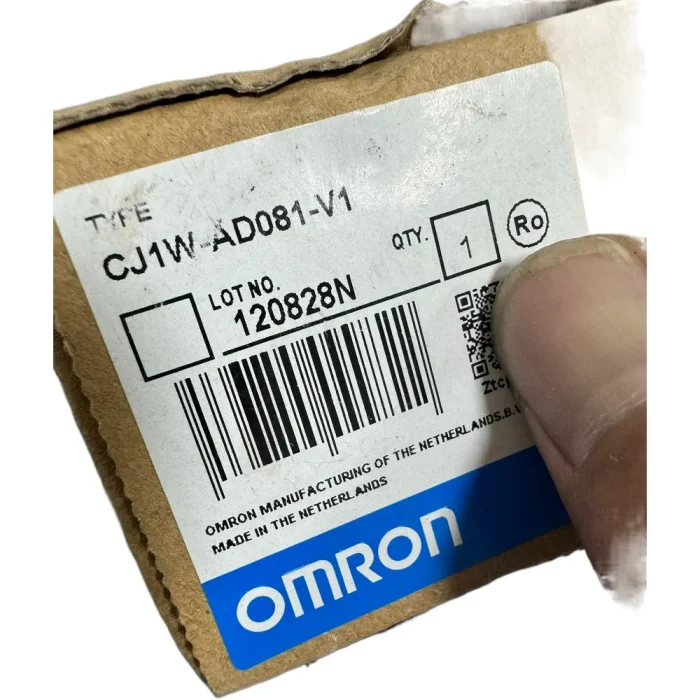 TYPE
CJ1W-AD081-V1
LOT NO.
120828N
QTY.
1
Ro
OMRON MANUFACTURING OF THE NETHERLANDS.B.
MADE IN THE NETHERLANDS
OMRON